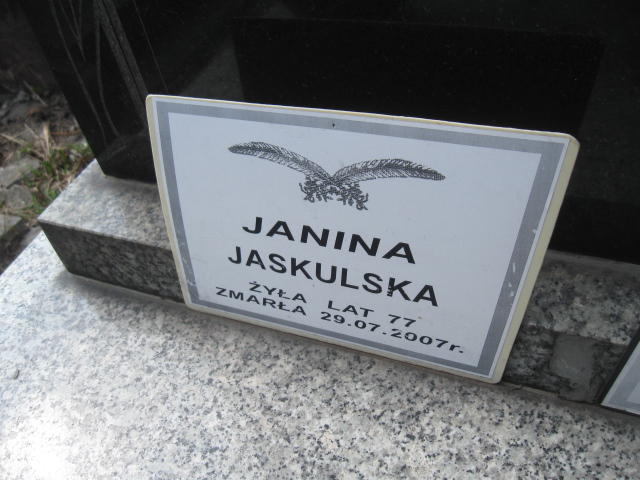 JANINA
JASKULSKA
ŻYŁA LAT 77
ZMARŁA 29.07.2007r.